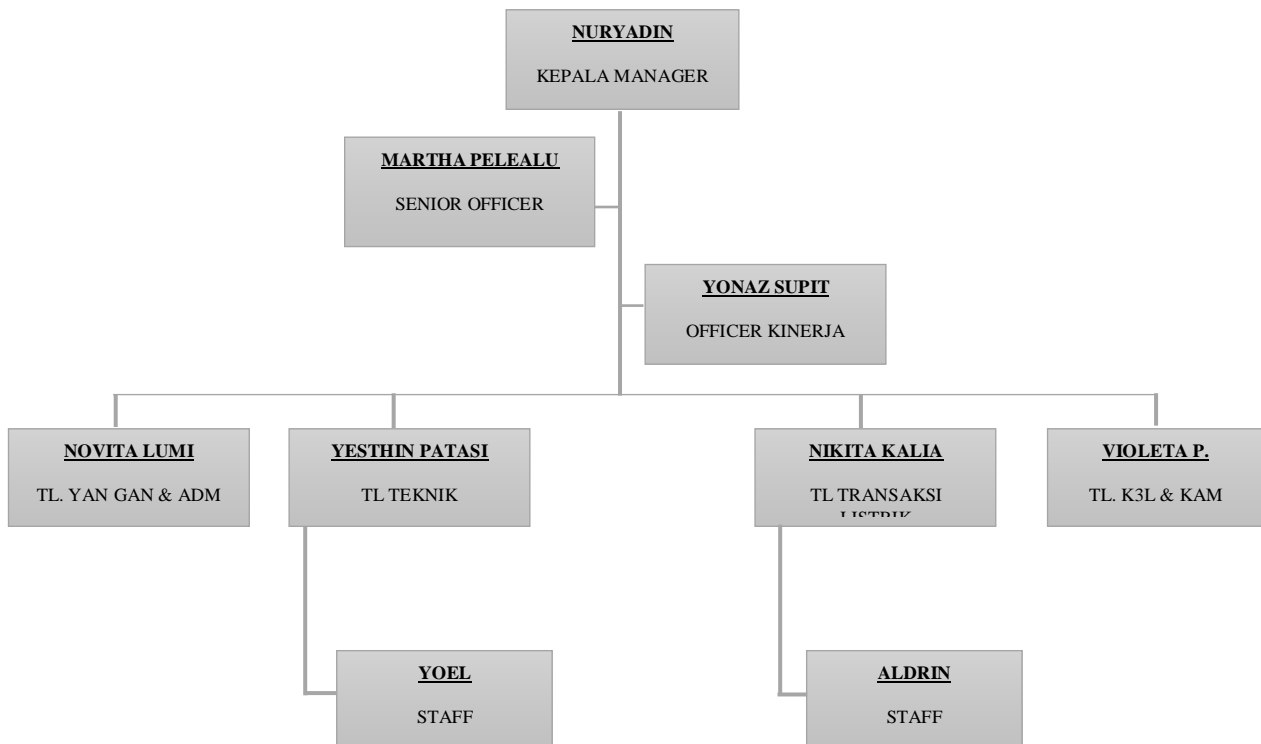 NURYADIN
KEPALA MANAGER
MARTHA PELEALU
SENIOR OFFICER
YONAZ SUPIT
OFFICER KINERJA
NOVITA LUMI
TL. YAN GAN & ADM
YESTHIN PATASI
TL TEKNIK
NIKITA KALIA
TL TRANSAKSI
LISTRIK
VIOLETA P.
TL. K3L & KAM
YOEL
STAFF
ALDRIN
STAFF